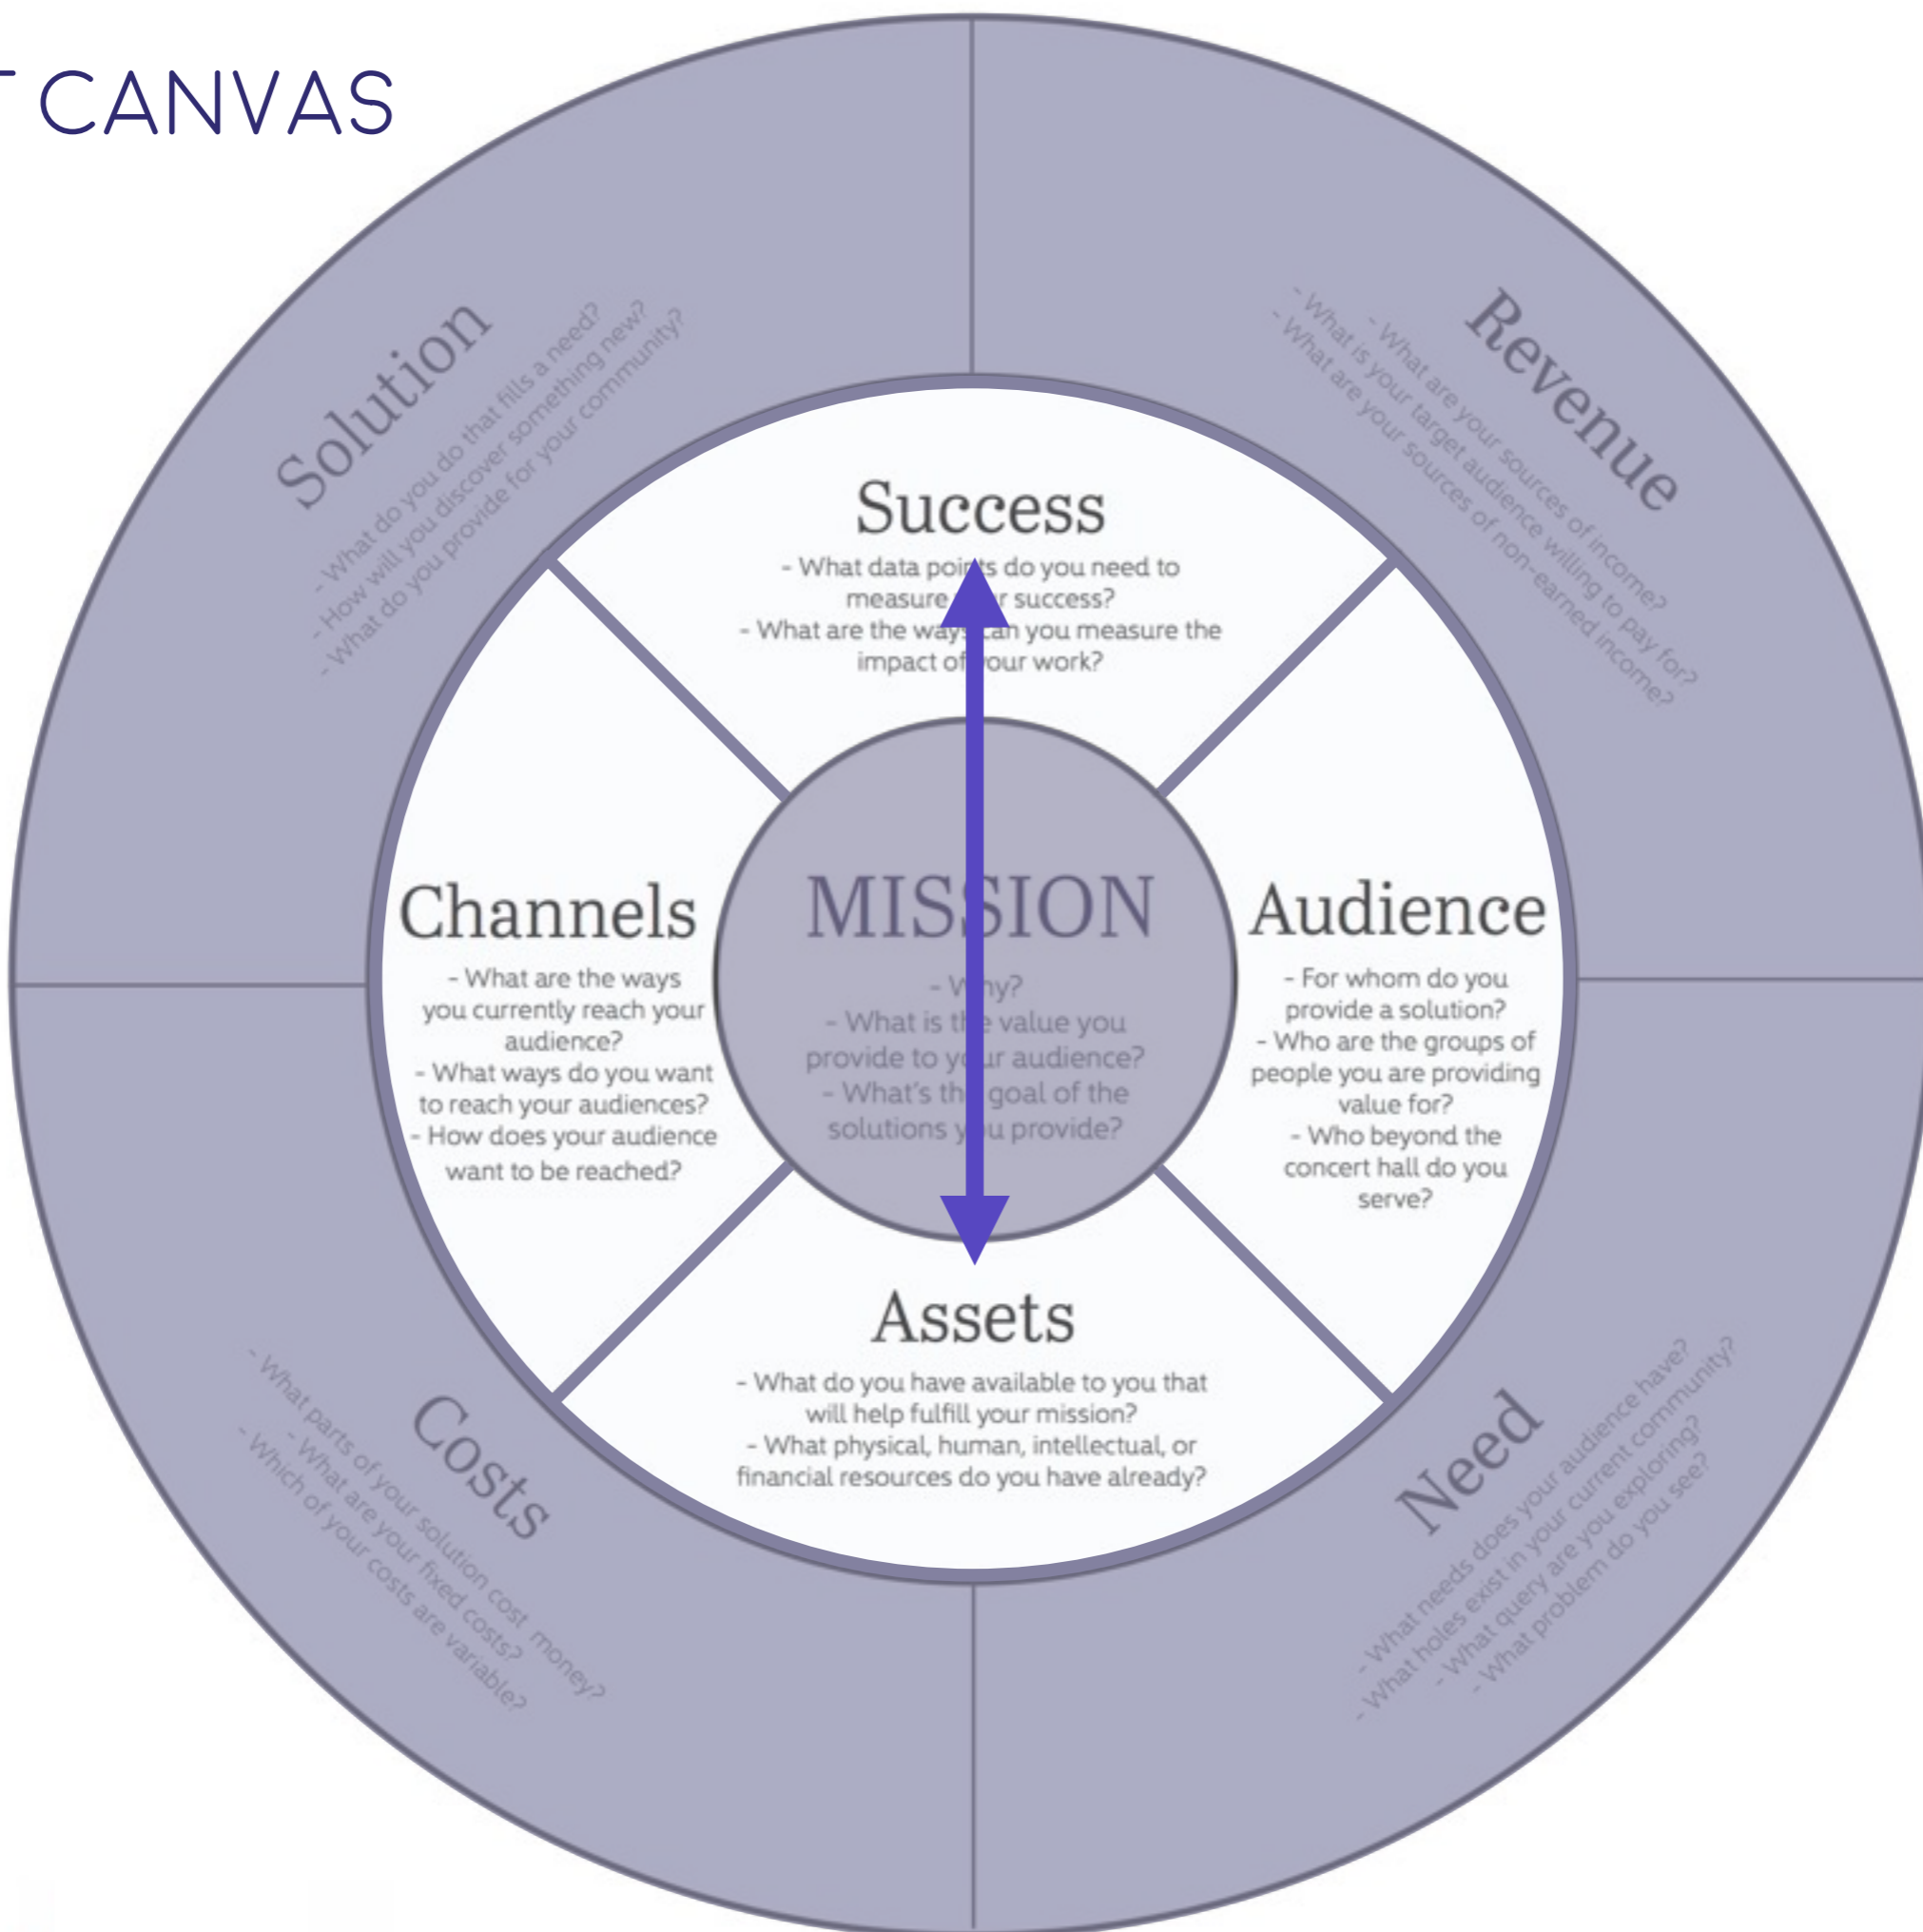 T CANVAS
Solution
- What do you do that fills a need?
- How will you discover something new?
- What do you provide for your community?
Revenue
- What are your sources of income?
- What is your target audience willing to pay for?
- What are your sources of non-earned income?
Success
- What data points do you need to
measure your success?
- What are the ways can you measure the
impact of your work?
Channels
- What are the ways
you currently reach your
audience?
- What ways do you want
to reach your audiences?
- How does your audience
want to be reached?
MISSION
- Why?
- What is the value you
provide to your audience?
- What's the goal of the
solutions you provide?
Audience
- For whom do you
provide a solution?
- Who are the groups of
people you are providing
value for?
- Who beyond the
concert hall do you
serve?
Assets
- What do you have available to you that
will help fulfill your mission?
- What physical, human, intellectual, or
financial resources do you have already?
Costs
- What parts of your solution cost money?
- What are your fixed costs?
- Which of your costs are variable?
Need
- What needs does your audience have?
- What holes exist in your current community?
- What query are you exploring?
- What problem do you see?